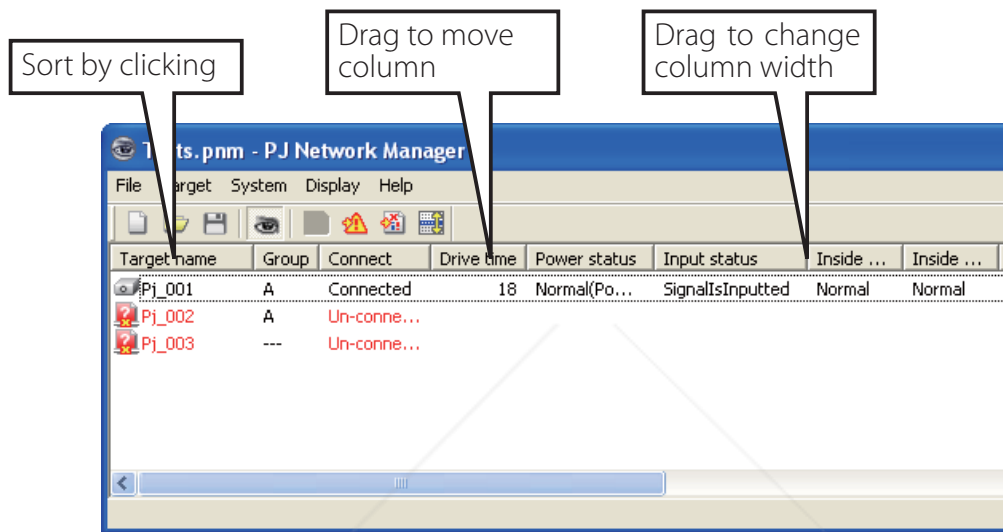 Sort by clicking
Drag to move
column
Drag to change
column width
ts.pnm - PJ Network Manager
File arget System Display Help
Target name Group Connect Drive time Power status Input status Inside ... Inside ...
Pj_001 A Connected 18 Normal(Po... SignalIsInputted Normal Normal
Pj_002 A Un-conne...
Pj_003 --- Un-conne...